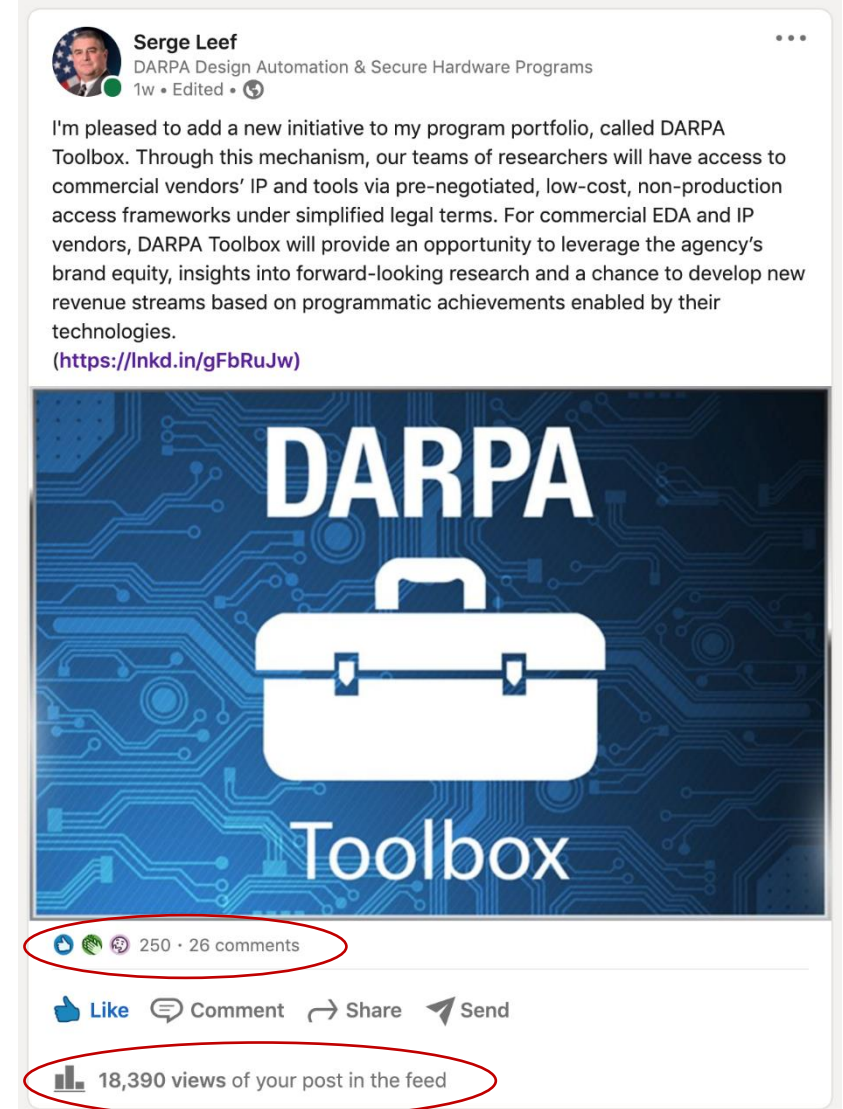 Serge Leef
DARPA Design Automation & Secure Hardware Programs
1w • Edited •
I'm pleased to add a new initiative to my program portfolio, called DARPA
Toolbox. Through this mechanism, our teams of researchers will have access to
commercial vendors’ IP and tools via pre-negotiated, low-cost, non-production
access frameworks under simplified legal terms. For commercial EDA and IP
vendors, DARPA Toolbox will provide an opportunity to leverage the agency’s
brand equity, insights into forward-looking research and a chance to develop new
revenue streams based on programmatic achievements enabled by their
technologies.
(https://lnkd.in/gFbRuJw)
DARPA
Toolbox
250 · 26 comments
Like Comment Share Send
18,390 views of your post in the feed